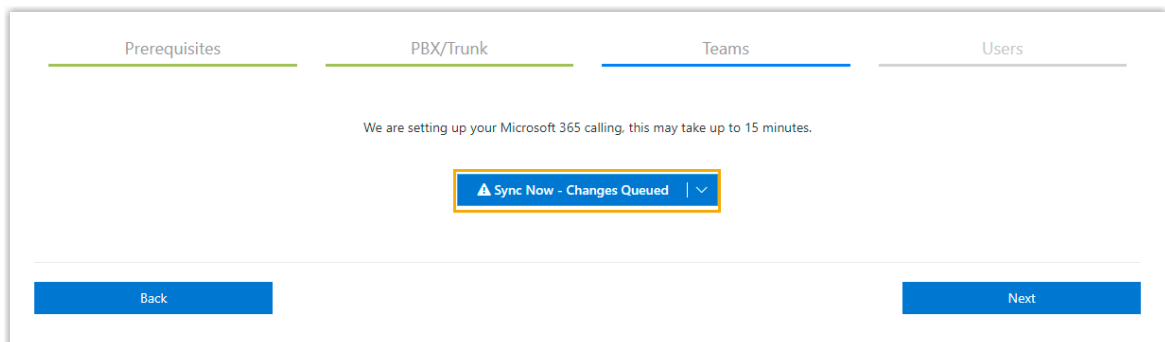 Prerequisites PBX/Trunk Teams Users
We are setting up your Microsoft 365 calling, this may take up to 15 minutes.
Sync Now - Changes Queued
Back Next